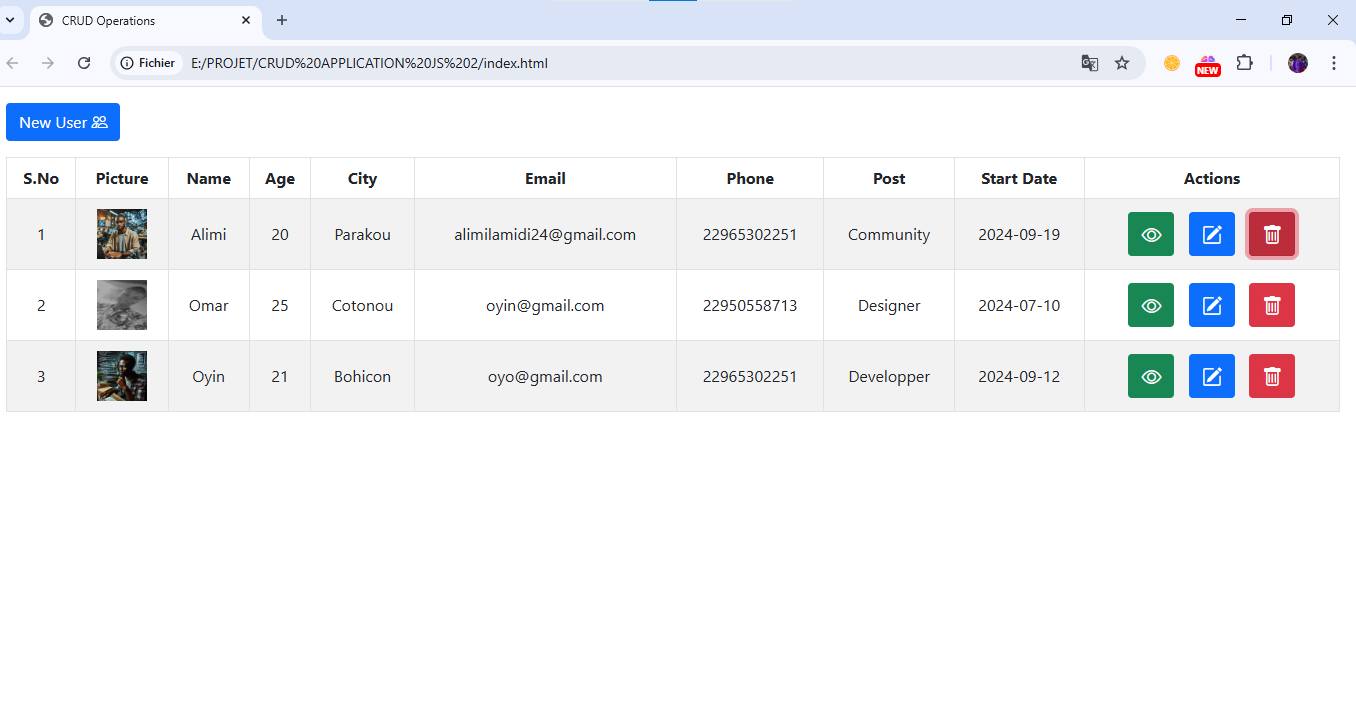 CRUD Operations
Fichier E:/PROJET/CRUD%20APPLICATION%20JS%202/index.html
NEW
New User
S.No Picture Name Age City Email Phone Post Start Date Actions
1 Alimi 20 Parakou alimilamidi24@gmail.com 22965302251 Community 2024-09-19
2 Omar 25 Cotonou oyin@gmail.com 22950558713 Designer 2024-07-10
3 Oyin 21 Bohicon oyo@gmail.com 22965302251 Developper 2024-09-12